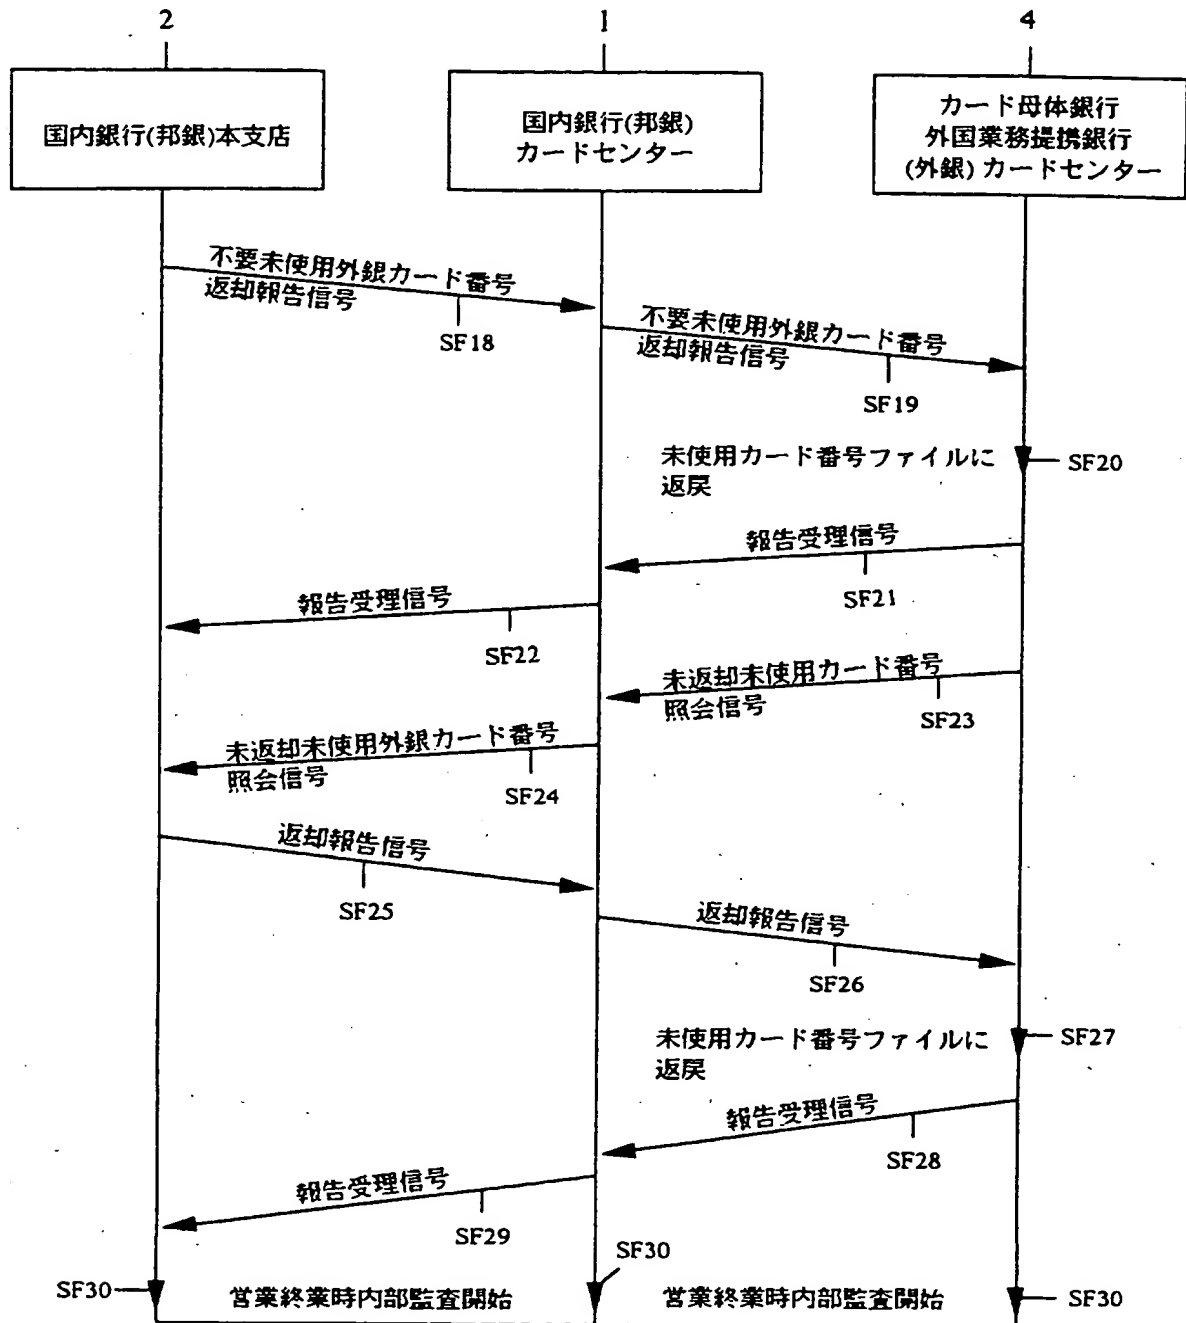 2
1
4
国内銀行(邦銀)本支店
国内銀行(邦銀)
カードセンター
カード母体銀行
外国業務提携銀行
(外銀)カードセンター
不要未使用外銀カード番号
返却報告信号
SF18
不要未使用外銀カード番号
返却報告信号
SF19
未使用カード番号ファイルに
返戻
SF20
報告受理信号
SF21
報告受理信号
SF22
未返却未使用カード番号
照会信号
SF23
未返却未使用外銀カード番号
照会信号
SF24
返却報告信号
SF25
返却報告信号
SF26
未使用カード番号ファイルに
返戻
SF27
報告受理信号
SF28
報告受理信号
SF29
SF30
営業終業時内部監査開始
SF30
営業終業時内部監査開始
SF30